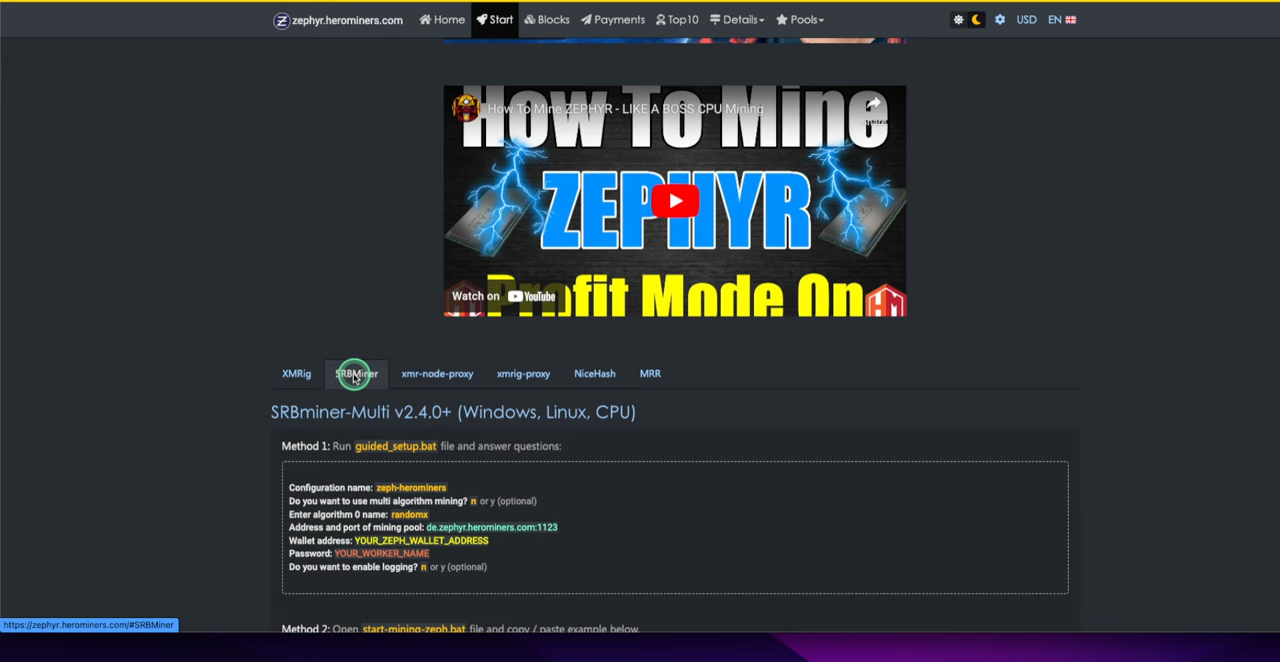 zephyr.herominers.com Home Start Blocks Payments Top10 Details Pools USD EN
How To Mine ZEPHYR - LIKE A BOSS CPU Mining
Share
How To Mine
ZEPHYR
Profit Mode On
Watch on YouTube
XMRig SRBMiner xmr-node-proxy xmrig-proxy NiceHash MRR
SRBminer-Multi v2.4.0+ (Windows, Linux, CPU)
Method 1: Run guided_setup.bat file and answer questions:
Configuration name: zeph-herominers
Do you want to use multi algorithm mining? n or y (optional)
Enter algorithm 0 name: randomx
Address and port of mining pool: de.zephyr.herominers.com:1123
Wallet address: YOUR_ZEPH_WALLET_ADDRESS
Password: YOUR_WORKER_NAME
Do you want to enable logging? n or y (optional)
https://zephyr.herominers.com/#SRBMiner
Method 2: Open start-mining-zeph.bat file and copy / paste example below.